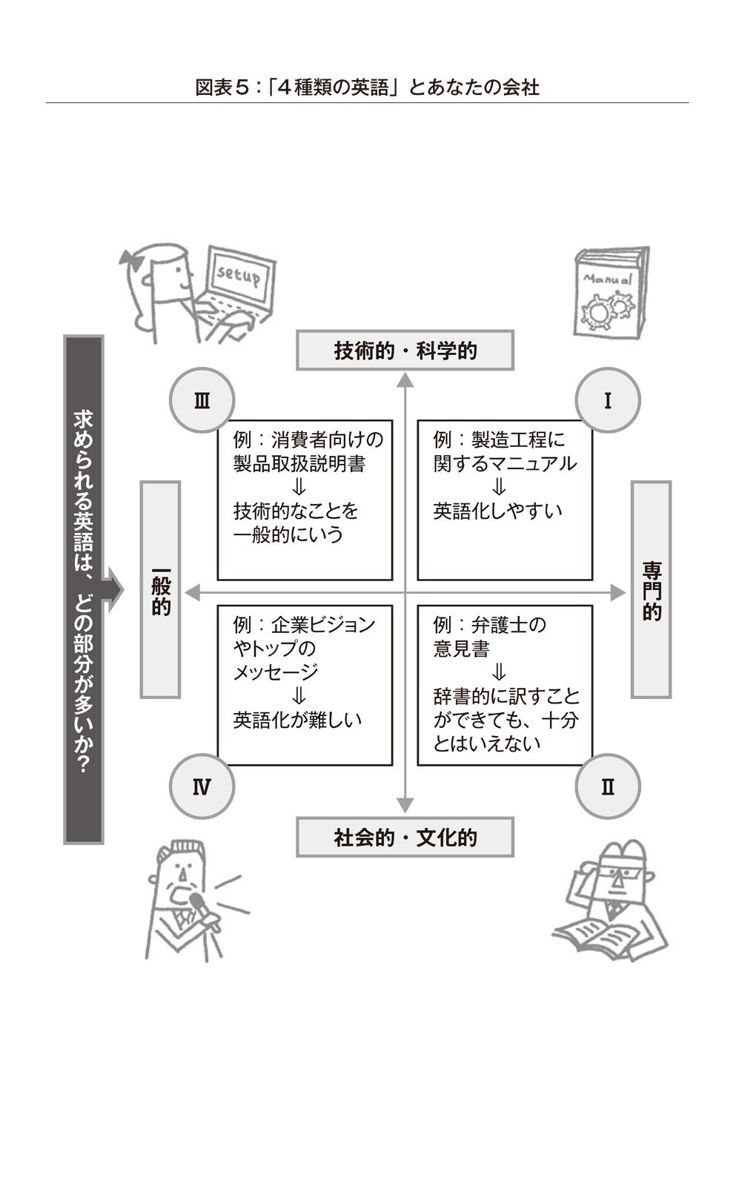 図表5：「4種類の英語」とあなたの会社
setup
Manual
技術的・科学的
求められる英語は、どの部分が多いか？
Ⅲ
例：消費者向けの
製品取扱説明書
⇓
技術的なことを
一般的にいう
Ⅰ
例：製造工程に
関するマニュアル
⇓
英語化しやすい
一般的
専門的
例：企業ビジョン
やトップの
メッセージ
⇓
英語化が難しい
Ⅳ
例：弁護士の
意見書
⇓
辞書的に訳すこと
ができても、十分
とはいえない
Ⅱ
社会的・文化的